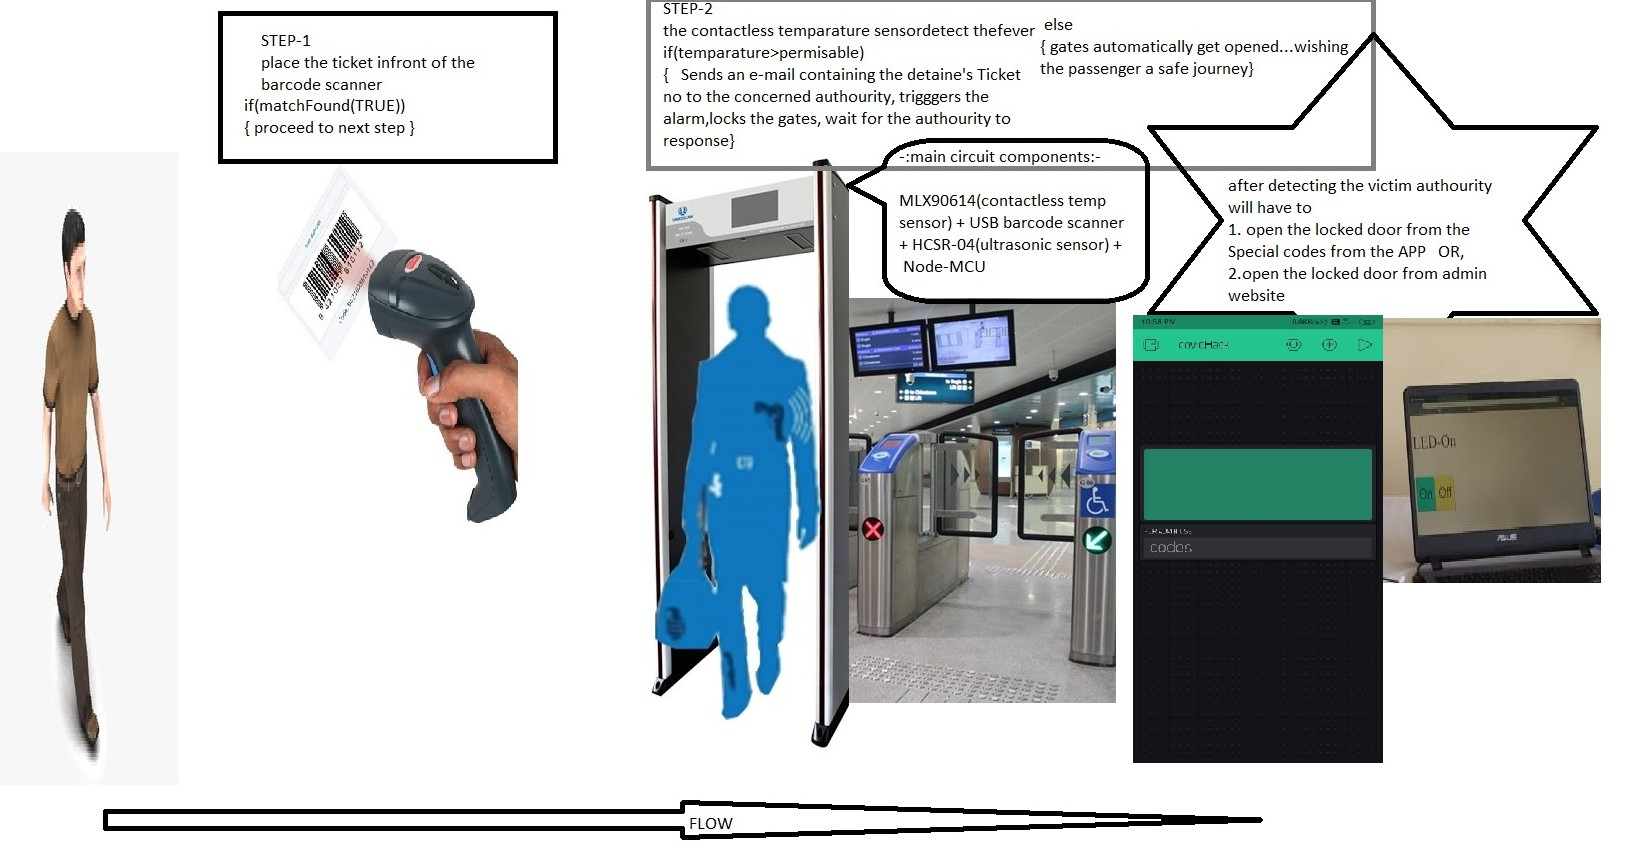 STEP-1
place the ticket infront of the
barcode scanner
if(matchFound(TRUE))
{ proceed to next step }
STEP-2
the contactless temparature sensordetect thefever
if(temparature>permisable)
{   Sends an e-mail containing the detaine's Ticket
no to the concerned authourity, trigggers the
alarm,locks the gates, wait for the authourity to
response}
else
{ gates automatically get opened...wishing
the passenger a safe journey}
-:main circuit components:-
MLX90614(contactless temp
sensor) + USB barcode scanner
+ HCSR-04(ultrasonic sensor) +
Node-MCU
after detecting the victim authourity
will have to
1. open the locked door from the
Special codes from the APP   OR,
2.open the locked door from admin
website
10:58 PM
covidHack
codes
LED-On
On Off
ASUS
FLOW